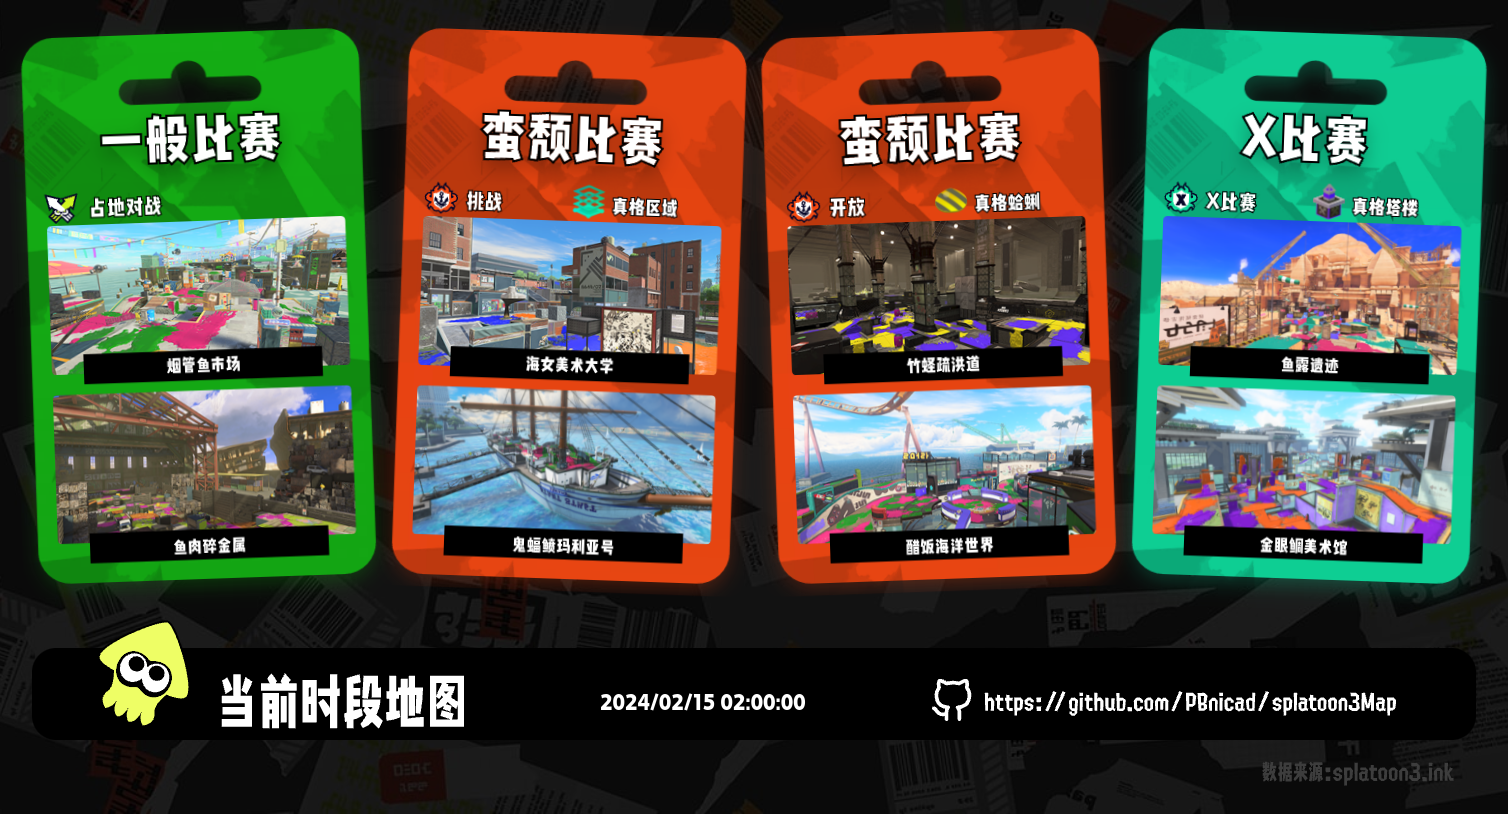 一般比赛
占地对战
烟管鱼市场
鱼肉碎金属
蛮颓比赛
挑战
真格区域
海女美术大学
鬼蝠鲼玛利亚号
蛮颓比赛
开放
真格蛤蜊
竹蛏疏洪道
醋饭海洋世界
X比赛
X比赛
真格塔楼
鱼露遗迹
金眼鲷美术馆
当前时段地图
2024/02/15 02:00:00
https://github.com/PBnicad/splatoon3Map
数据来源:splatoon3.ink